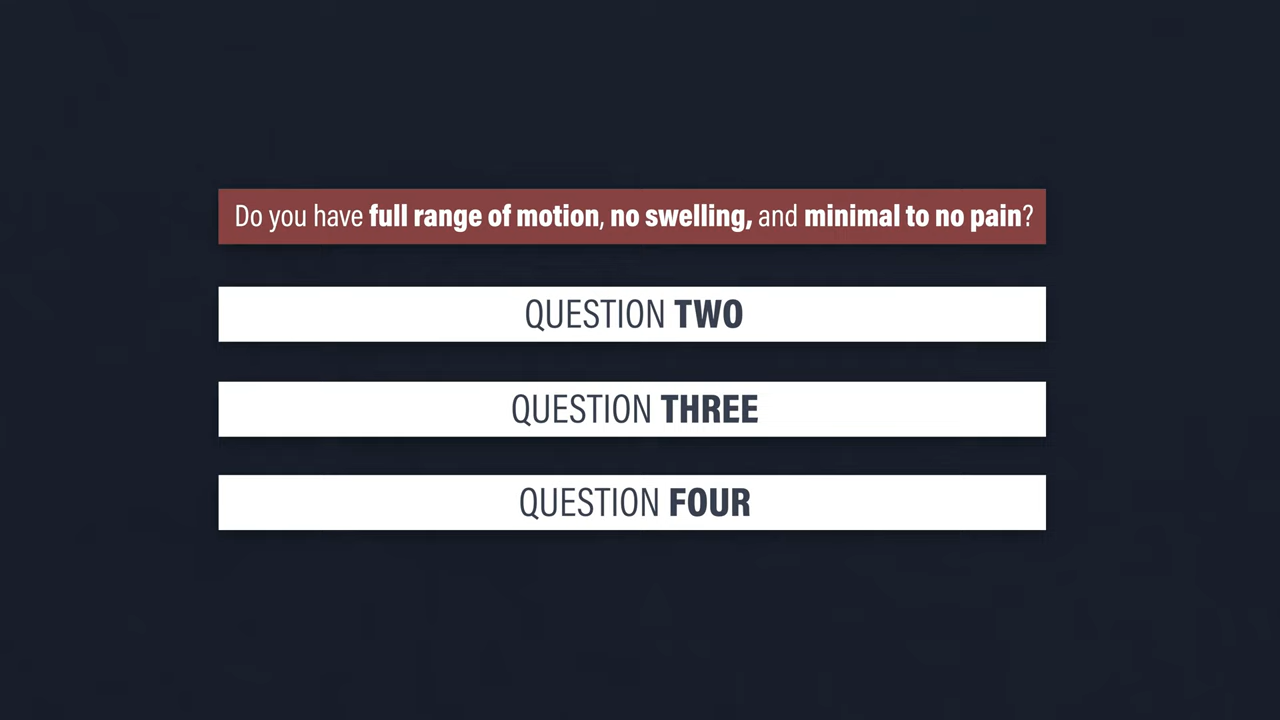 Do you have full range of motion, no swelling, and minimal to no pain?
QUESTION TWO
QUESTION THREE
QUESTION FOUR